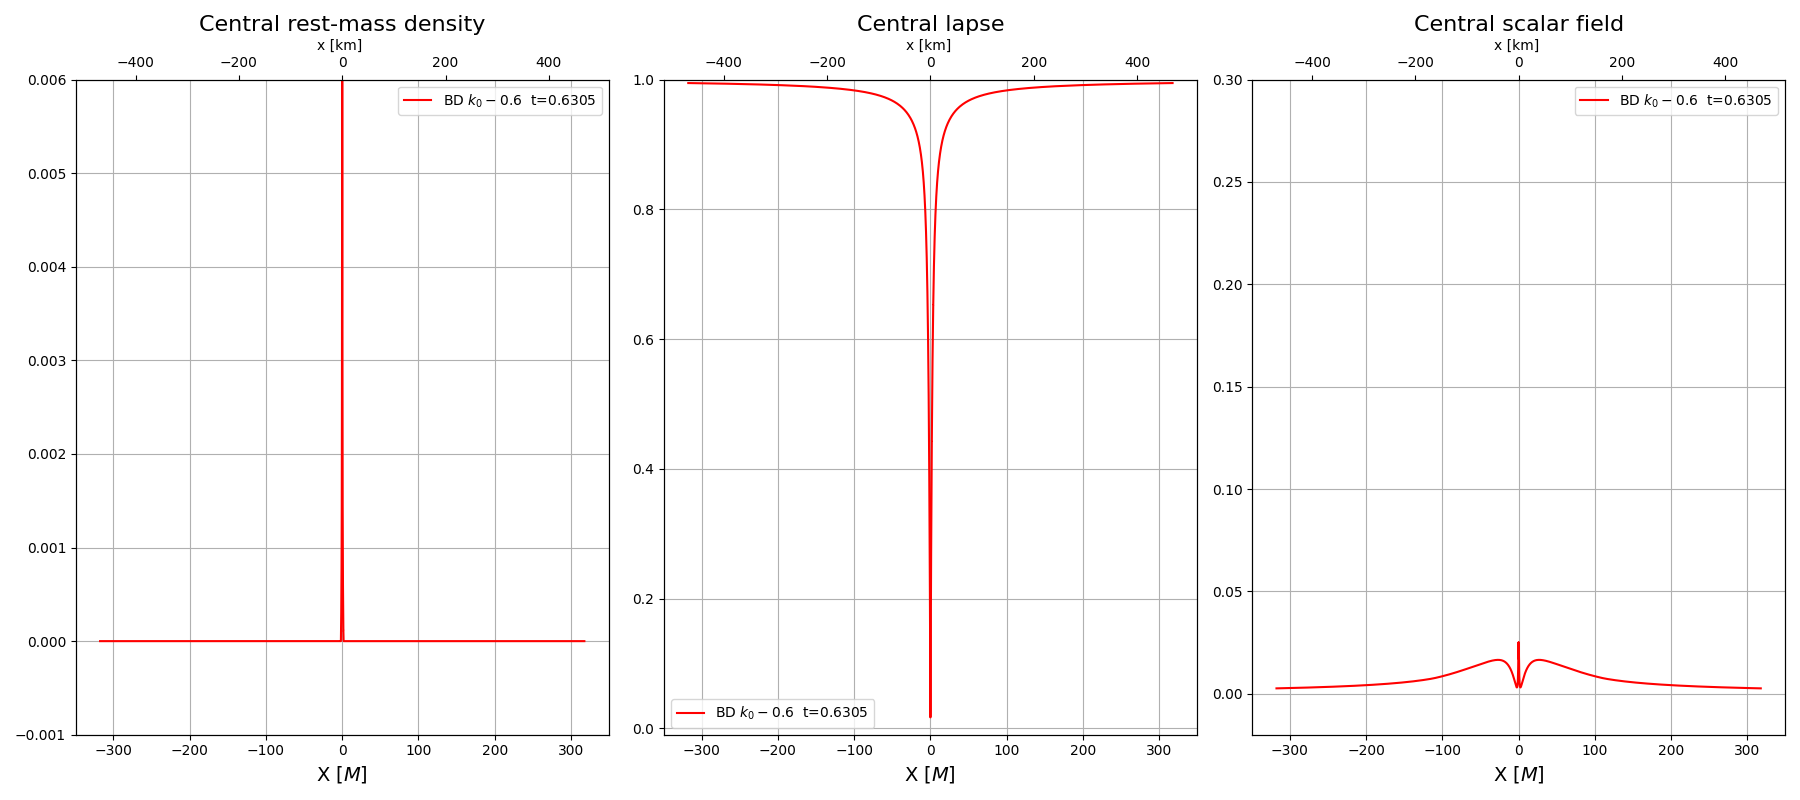 Central rest-mass density
x [km]
−400 −200 0 200 400
0.006
0.005
0.004
0.003
0.002
0.001
0.000
−0.001
BD k₀ − 0.6 t=0.6305
−300 −200 −100 0 100 200 300
X [M]
Central lapse
x [km]
−400 −200 0 200 400
1.0
0.8
0.6
0.4
0.2
0.0
BD k₀ − 0.6 t=0.6305
−300 −200 −100 0 100 200 300
X [M]
Central scalar field
x [km]
−400 −200 0 200 400
0.30
0.25
0.20
0.15
0.10
0.05
0.00
BD k₀ − 0.6 t=0.6305
−300 −200 −100 0 100 200 300
X [M]